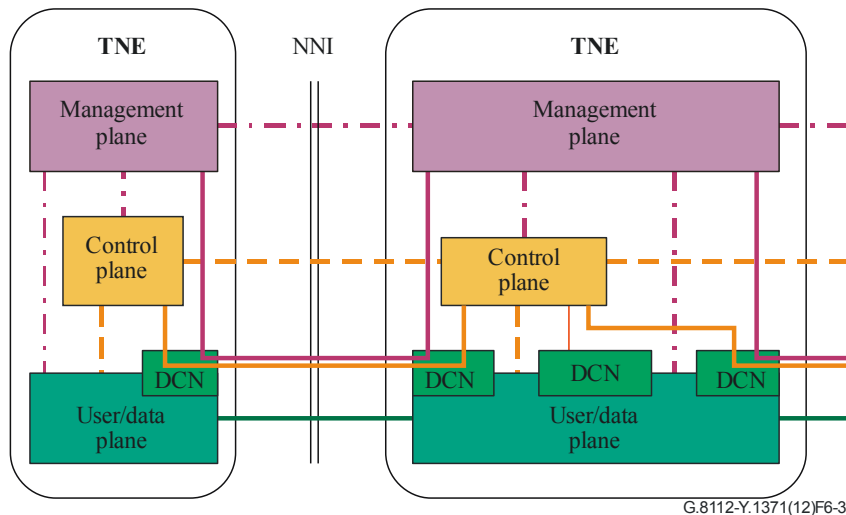 TNE
NNI
TNE
Management
plane
Management
plane
Control
plane
Control
plane
DCN
DCN
DCN
DCN
User/data
plane
User/data
plane
G.8112-Y.1371(12)F6-3